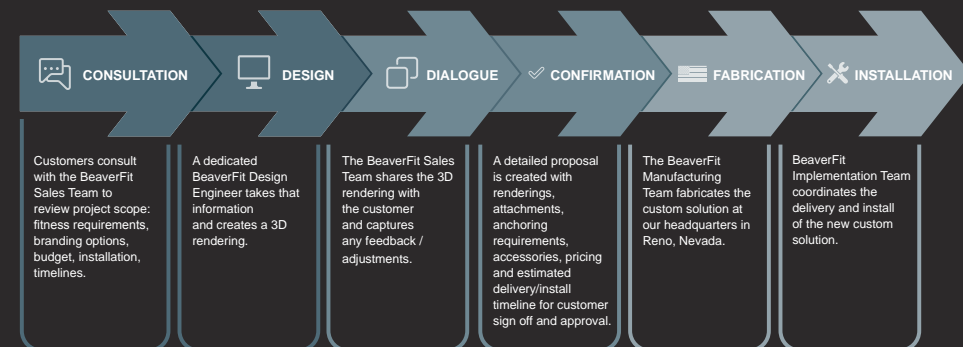 CONSULTATION
DESIGN
DIALOGUE
CONFIRMATION
FABRICATION
INSTALLATION
Customers consult
with the BeaverFit
Sales Team to
review project scope:
fitness requirements,
branding options,
budget, installation,
timelines.
A dedicated
BeaverFit Design
Engineer takes that
information
and creates a 3D
rendering.
The BeaverFit Sales
Team shares the 3D
rendering with
the customer
and captures
any feedback /
adjustments.
A detailed proposal
is created with
renderings,
attachments,
anchoring
requirements,
accessories, pricing
and estimated
delivery/install
timeline for customer
sign off and approval.
The BeaverFit
Manufacturing
Team fabricates the
custom solution at
our headquarters in
Reno, Nevada.
BeaverFit
Implementation Team
coordinates the
delivery and install
of the new custom
solution.